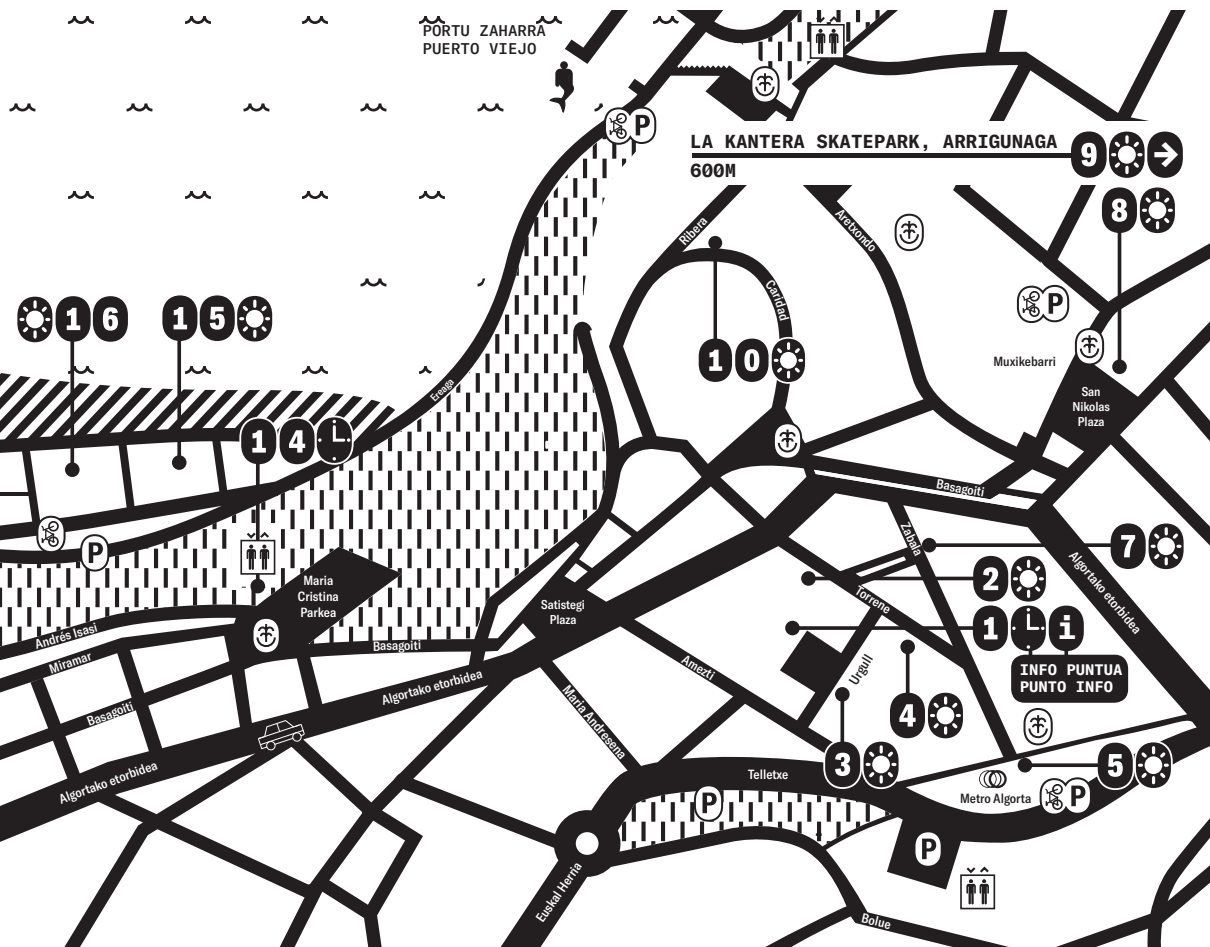 PORTU ZAHARRA
PUERTO VIEJO
P
LA KANTERA SKATEPARK, ARRIGUNAGA
600M
9
8
Ribera
Aretxondo
Caridad
P
16
15
10
Muxikebarri
San
Nikolas
Plaza
Ereaga
14
Basagoiti
Zabala
7
Algortako etorbidea
P
2
Torrene
1 i
INFO PUNTUA
PUNTO INFO
Maria
Cristina
Parkea
Satistegi
Plaza
Andrés Isasi
Miramar
Basagoiti
Basagoiti
Algortako etorbidea
Algortako etorbidea
Amezti
Urgull
Maria Andresena
4
3
5
Telletxe
Metro Algorta
P
P
P
Euskal Herria
Bolue